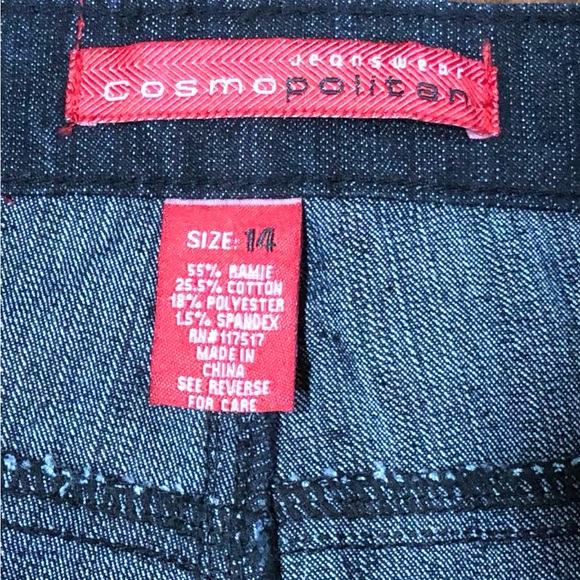 Jeanswear
cosmopolitan
SIZE: 14
55% RAMIE
25.5% COTTON
18% POLYESTER
1.5% SPANDEX
RN#117517
MADE IN
CHINA
SEE REVERSE
FOR CARE